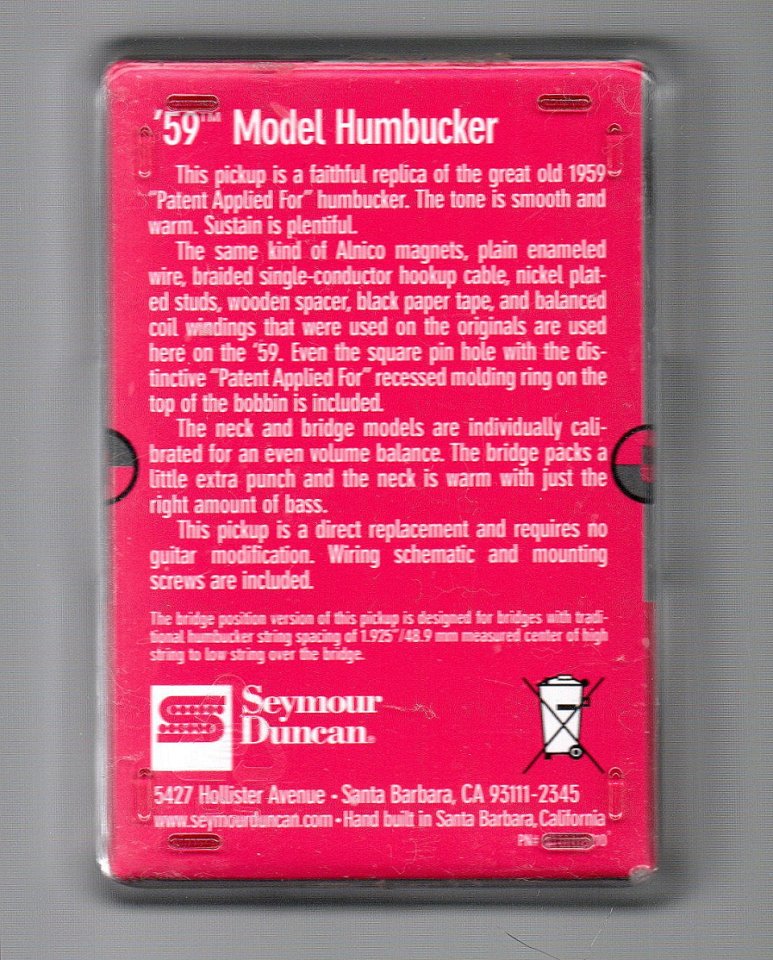 '59™ Model Humbucker
This pickup is a faithful replica of the great old 1959
"Patent Applied For" humbucker. The tone is smooth and
warm. Sustain is plentiful.
The same kind of Alnico magnets, plain enameled
wire, braided single-conductor hookup cable, nickel plat-
ed studs, wooden spacer, black paper tape, and balanced
coil windings that were used on the originals are used
here on the '59. Even the square pin hole with the dis-
tinctive "Patent Applied For" recessed molding ring on the
top of the bobbin is included.
The neck and bridge models are individually cali-
brated for an even volume balance. The bridge packs a
little extra punch and the neck is warm with just the
right amount of bass.
This pickup is a direct replacement and requires no
guitar modification. Wiring schematic and mounting
screws are included.
The bridge position version of this pickup is designed for bridges with tradi-
tional humbucker string spacing of 1.925"/48.9 mm measured center of high
string to low string over the bridge.
Seymour
Duncan®
5427 Hollister Avenue • Santa Barbara, CA 93111-2345
www.seymourduncan.com • Hand built in Santa Barbara, California
PN#